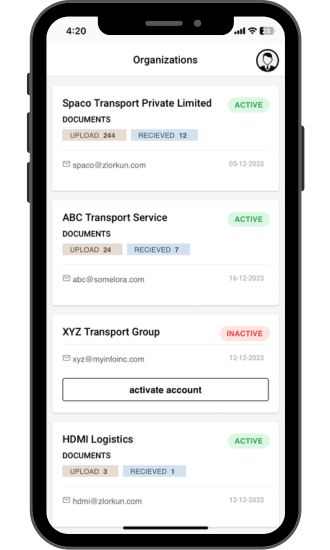 4:20
Organizations
Spaco Transport Private Limited ACTIVE
DOCUMENTS
UPLOAD 244 RECIEVED 12
spaco@zlorkun.com 05-12-2023
ABC Transport Service ACTIVE
DOCUMENTS
UPLOAD 24 RECIEVED 7
abc@somelora.com 16-12-2023
XYZ Transport Group INACTIVE
xyz@myinfoinc.com 12-12-2023
activate account
HDMI Logistics ACTIVE
DOCUMENTS
UPLOAD 3 RECIEVED 1
hdmi@zlorkun.com 12-12-2023